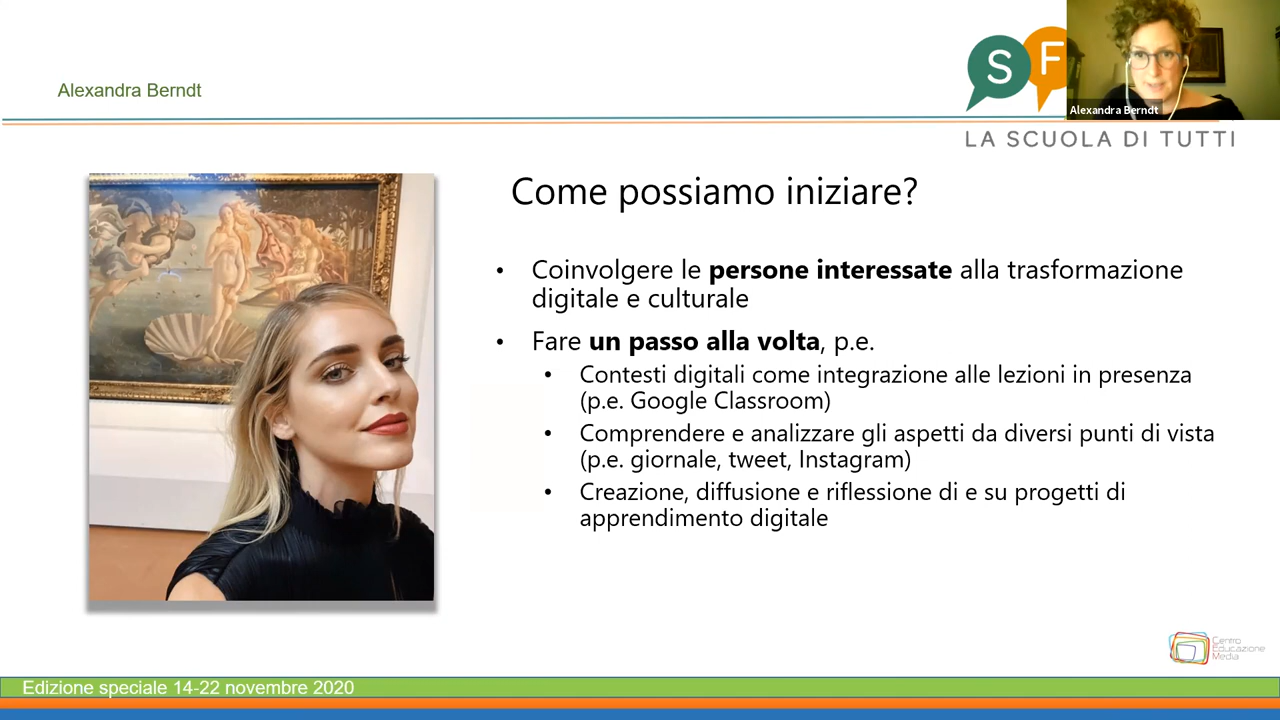 Alexandra Berndt
S F
Alexandra Berndt
LA SCUOLA DI TUTTI
Come possiamo iniziare?
• Coinvolgere le persone interessate alla trasformazione
digitale e culturale
• Fare un passo alla volta, p.e.
• Contesti digitali come integrazione alle lezioni in presenza
(p.e. Google Classroom)
• Comprendere e analizzare gli aspetti da diversi punti di vista
(p.e. giornale, tweet, Instagram)
• Creazione, diffusione e riflessione di e su progetti di
apprendimento digitale
Centro
Educazione
Media
Edizione speciale 14-22 novembre 2020